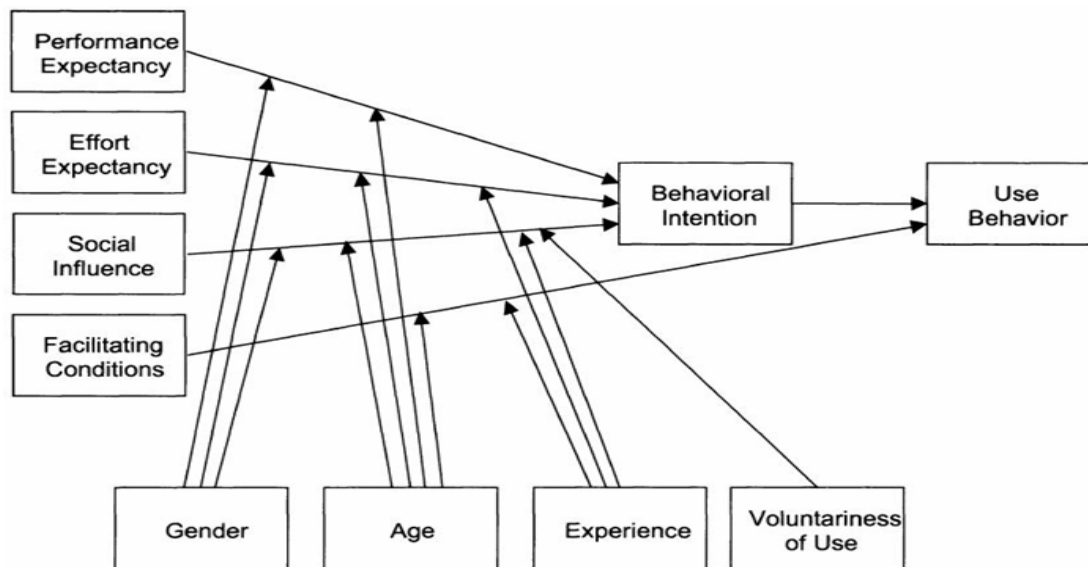 Performance
Expectancy
Effort
Expectancy
Social
Influence
Facilitating
Conditions
Behavioral
Intention
Use
Behavior
Gender
Age
Experience
Voluntariness
of Use